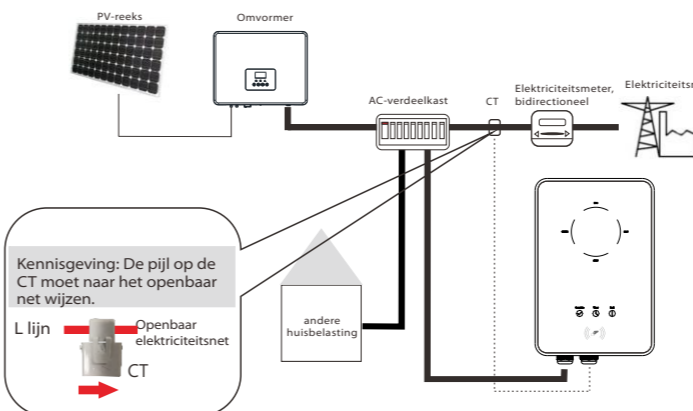 PV-reeks
Omvormer
AC-verdeelkast
CT
Elektriciteitsmeter,
bidirectioneel
Kennisgeving: De pijl op de
CT moet naar het openbaar
net wijzen.
L lijn
Openbaar
elektriciteitsnet
CT
andere
huisbelasting